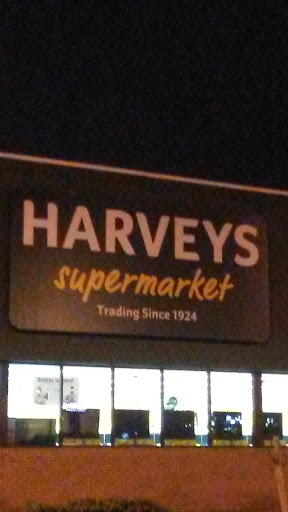 HARVEYS
supermarket
Trading Since 1924